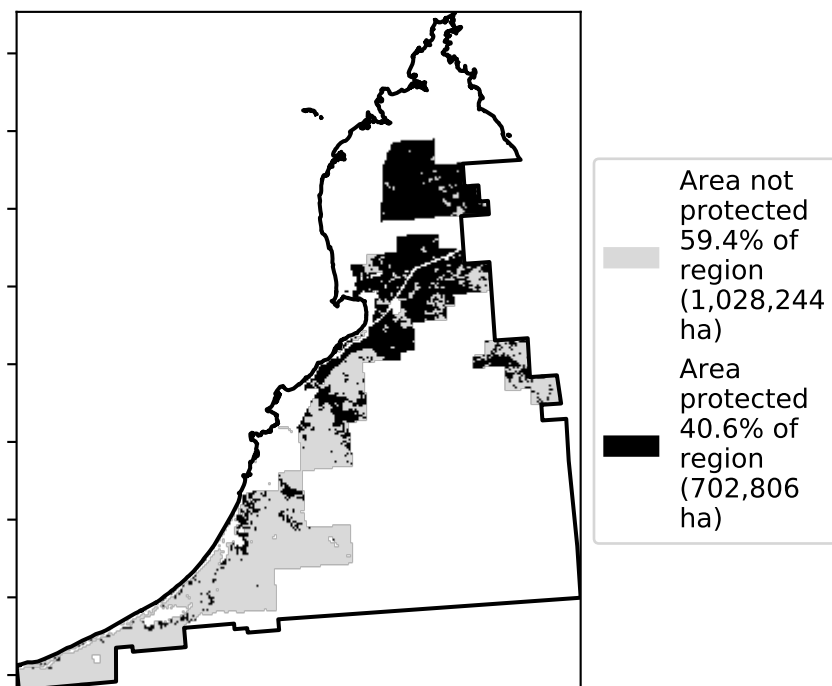 Area not
protected
59.4% of
region
(1,028,244
ha)
Area
protected
40.6% of
region
(702,806
ha)